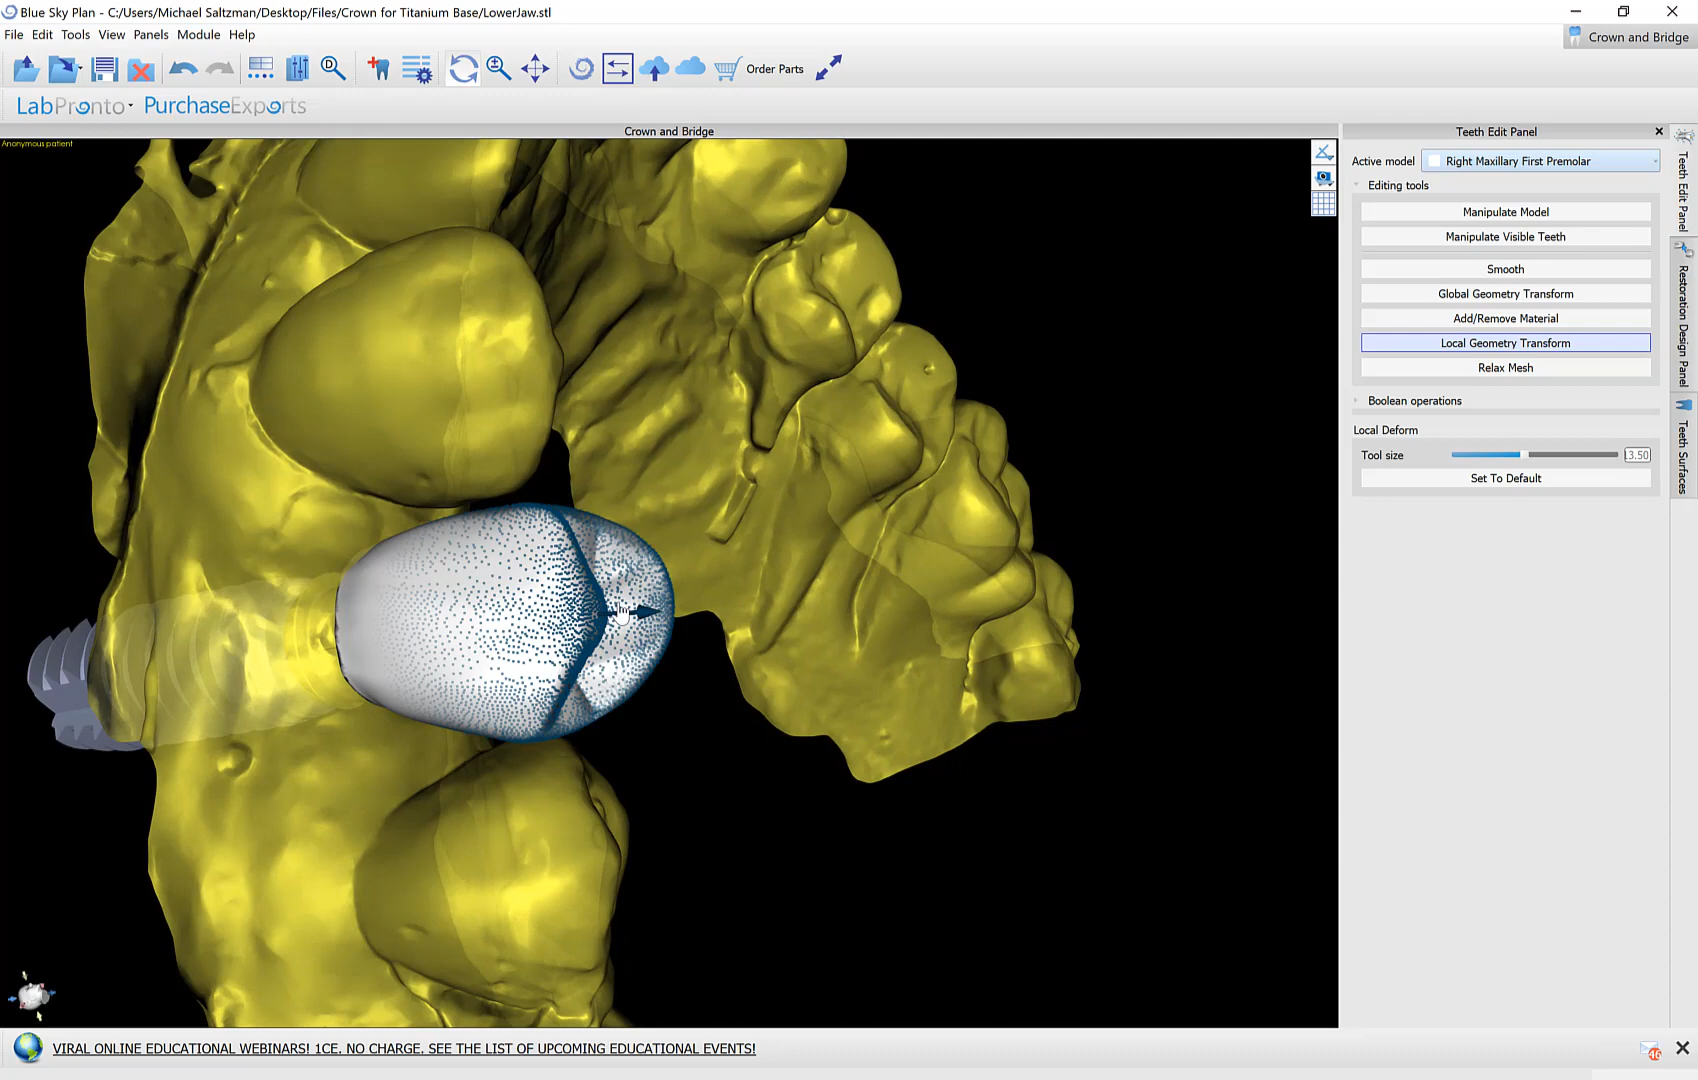 Blue Sky Plan - C:/Users/Michael Saltzman/Desktop/Files/Crown for Titanium Base/LowerJaw.stl
File Edit Tools View Panels Module Help
Crown and Bridge
D
Order Parts
LabPronto PurchaseExports
Crown and Bridge
Anonymous patient
Teeth Edit Panel
Active model Right Maxillary First Premolar
Editing tools
Manipulate Model
Manipulate Visible Teeth
Smooth
Global Geometry Transform
Add/Remove Material
Local Geometry Transform
Relax Mesh
Boolean operations
Local Deform
Tool size 13.50
Set To Default
Teeth Edit Panel
Restoration Design Panel
Teeth Surfaces
VIRAL ONLINE EDUCATIONAL WEBINARS! 1CE. NO CHARGE. SEE THE LIST OF UPCOMING EDUCATIONAL EVENTS!
46